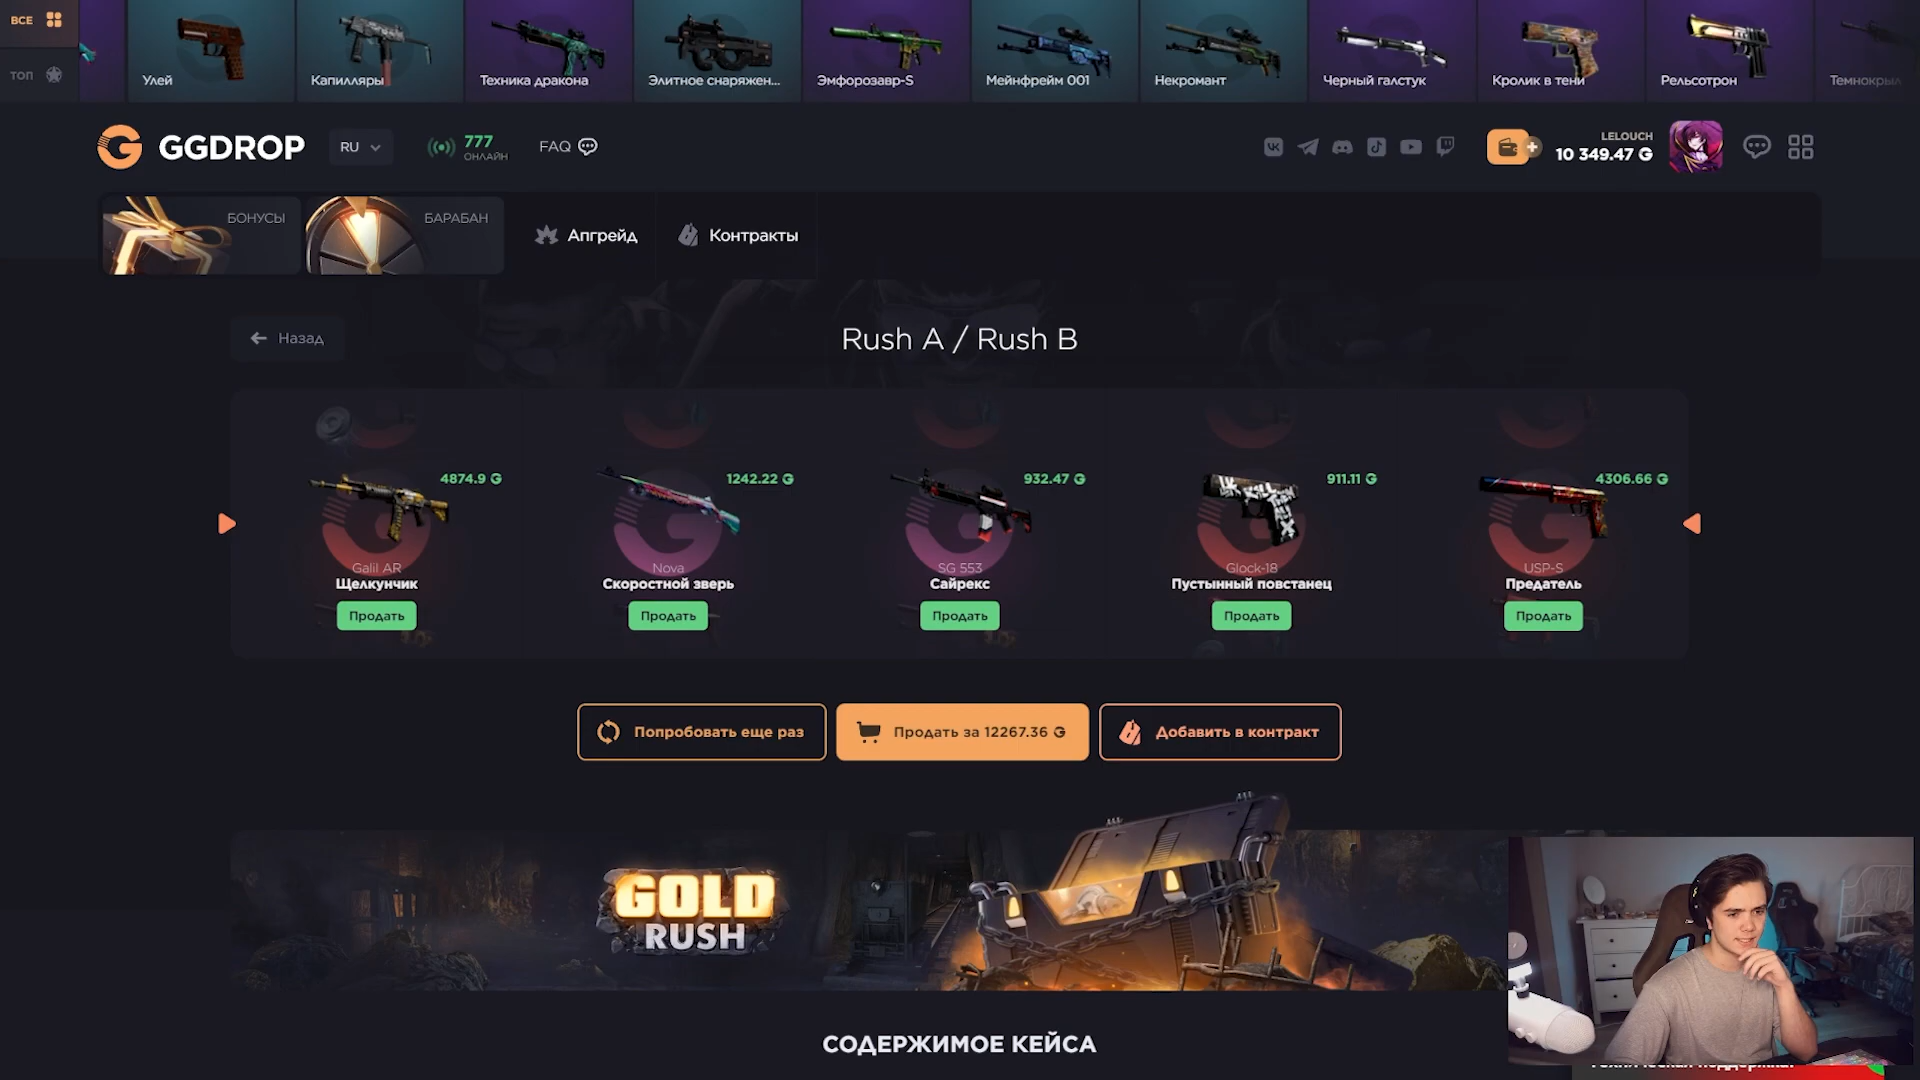 ВСЕ
ТОП
Улей
Капилляры
Техника дракона
Элитное снаряжен...
Эмфорозавр-S
Мейнфрейм 001
Некромант
Черный галстук
Кролик в тени
Рельсотрон
Темнокрыл
GGDROP
RU
777
ОНЛАЙН
FAQ
LELOUCH
10 349.47 G
БОНУСЫ
БАРАБАН
Апгрейд
Контракты
Назад
Rush A / Rush B
4874.9 G
1242.22 G
932.47 G
911.11 G
4306.66 G
Galil AR
Щелкунчик
Продать
Nova
Скоростной зверь
Продать
SG 553
Сайрекс
Продать
Glock-18
Пустынный повстанец
Продать
USP-S
Предатель
Продать
Попробовать еще раз
Продать за 12267.36 G
Добавить в контракт
GOLD
RUSH
СОДЕРЖИМОЕ КЕЙСА